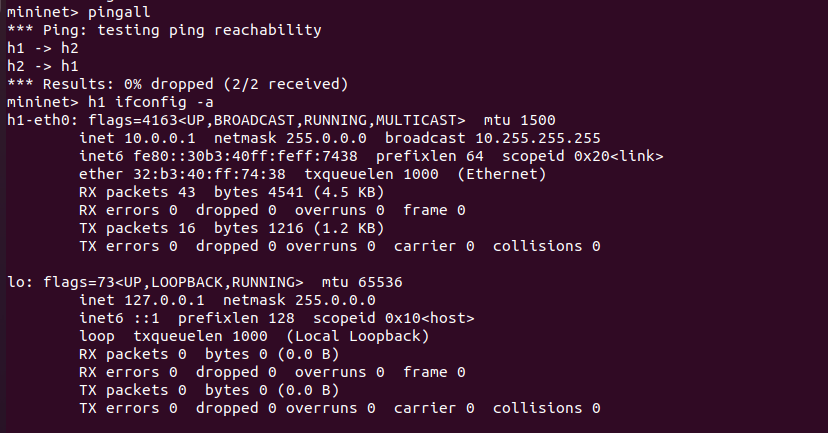 mininet> pingall
*** Ping: testing ping reachability
h1 -> h2
h2 -> h1
*** Results: 0% dropped (2/2 received)
mininet> h1 ifconfig -a
h1-eth0: flags=4163<UP,BROADCAST,RUNNING,MULTICAST>  mtu 1500
        inet 10.0.0.1  netmask 255.0.0.0  broadcast 10.255.255.255
        inet6 fe80::30b3:40ff:feff:7438  prefixlen 64  scopeid 0x20<link>
        ether 32:b3:40:ff:74:38  txqueuelen 1000  (Ethernet)
        RX packets 43  bytes 4541 (4.5 KB)
        RX errors 0  dropped 0  overruns 0  frame 0
        TX packets 16  bytes 1216 (1.2 KB)
        TX errors 0  dropped 0 overruns 0  carrier 0  collisions 0

lo: flags=73<UP,LOOPBACK,RUNNING>  mtu 65536
        inet 127.0.0.1  netmask 255.0.0.0
        inet6 ::1  prefixlen 128  scopeid 0x10<host>
        loop  txqueuelen 1000  (Local Loopback)
        RX packets 0  bytes 0 (0.0 B)
        RX errors 0  dropped 0  overruns 0  frame 0
        TX packets 0  bytes 0 (0.0 B)
        TX errors 0  dropped 0 overruns 0  carrier 0  collisions 0